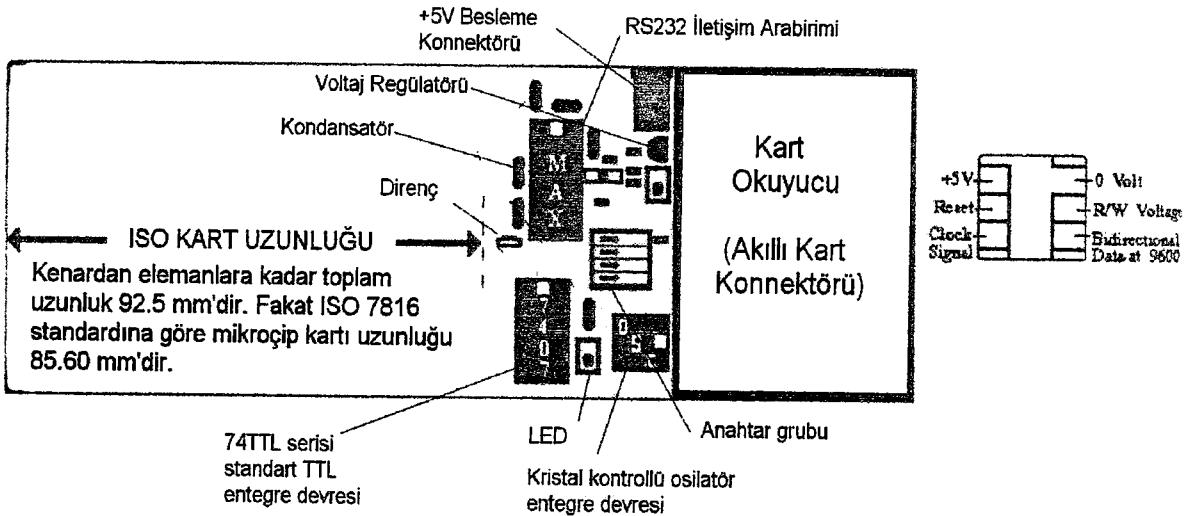 +5V Besleme
Konnektörü
RS232 İletişim Arabirimi
Voltaj Regülatörü
Kondansatör
Direnç
MAX
ISO KART UZUNLUĞU
Kenardan elemanlara kadar toplam
uzunluk 92.5 mm'dir. Fakat ISO 7816
standardına göre mikroçip kartı uzunluğu
85.60 mm'dir.
Kart
Okuyucu
(Akıllı Kart
Konnektörü)
+5V
Reset
Clock
Signal
0 Volt
R/W Voltage
Bidirectional
Data at 9600
74TTL serisi
standart TTL
entegre devresi
LED
Kristal kontrollü osilatör
entegre devresi
Anahtar grubu